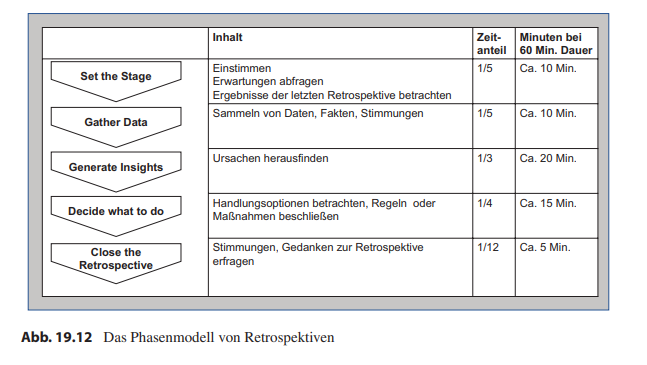 Inhalt
Zeit-
anteil
Minuten bei
60 Min. Dauer
Set the Stage
Einstimmen
Erwartungen abfragen
Ergebnisse der letzten Retrospektive betrachten
1/5
Ca. 10 Min.
Gather Data
Sammeln von Daten, Fakten, Stimmungen
1/5
Ca. 10 Min.
Generate Insights
Ursachen herausfinden
1/3
Ca. 20 Min.
Decide what to do
Handlungsoptionen betrachten, Regeln oder
Maßnahmen beschließen
1/4
Ca. 15 Min.
Close the
Retrospective
Stimmungen, Gedanken zur Retrospektive
erfragen
1/12
Ca. 5 Min.
Abb. 19.12 Das Phasenmodell von Retrospektiven